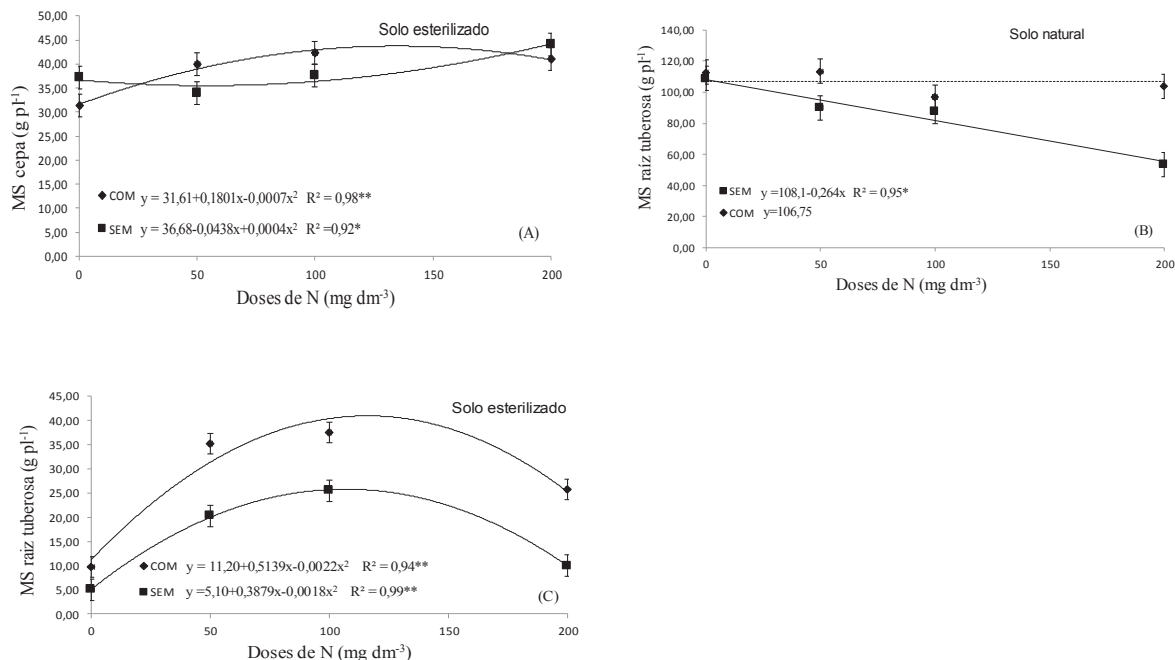 Solo esterilizado
MS cepa (g pl⁻¹)
50,00
45,00
40,00
35,00
30,00
25,00
20,00
15,00
10,00
5,00
0,00
COM y = 31,61+0,1801x-0,0007x² R² = 0,98**
SEM y = 36,68-0,0438x+0,0004x² R² =0,92*
(A)
0 50 100 150 200
Doses de N (mg dm⁻³)
Solo natural
MS raíz tuberosa (g pl⁻¹)
140,00
120,00
100,00
80,00
60,00
40,00
20,00
0,00
SEM y =108,1-0,264x R² = 0,95*
COM y=106,75
(B)
0 50 100 150 200
Doses de N (mg dm⁻³)
Solo esterilizado
MS raiz tuberosa (g pl⁻¹)
45,00
40,00
35,00
30,00
25,00
20,00
15,00
10,00
5,00
0,00
COM y = 11,20+0,5139x-0,0022x² R² = 0,94**
SEM y =5,10+0,3879x-0,0018x² R² = 0,99**
(C)
0 50 100 150 200
Doses de N (mg dm⁻³)